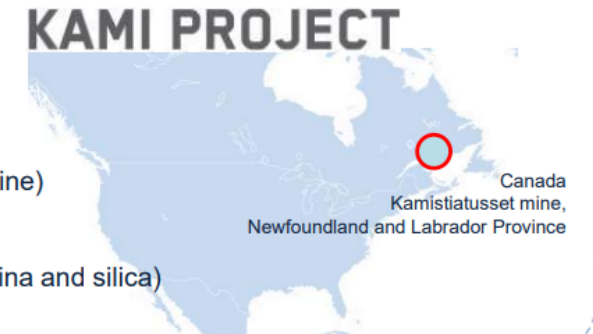 KAMI PROJECT
ine)
Canada
Kamistiatusset mine,
Newfoundland and Labrador Province
ina and silica)